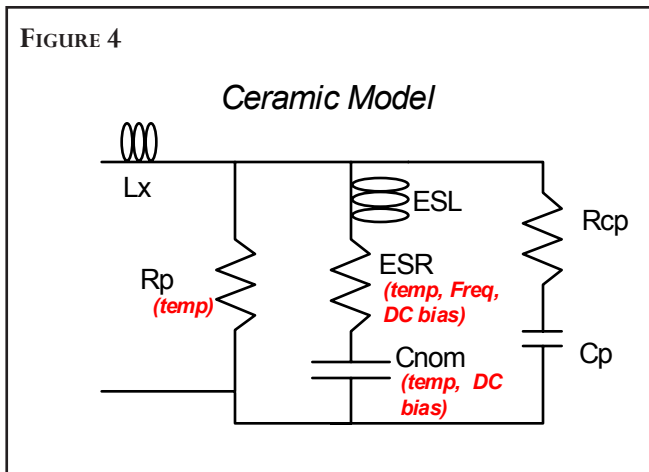 FIGURE 4
Ceramic Model
Lx
ESL
Rcp
Rp
(temp)
ESR
(temp, Freq,
DC bias)
Cnom
(temp, DC
bias)
Cp